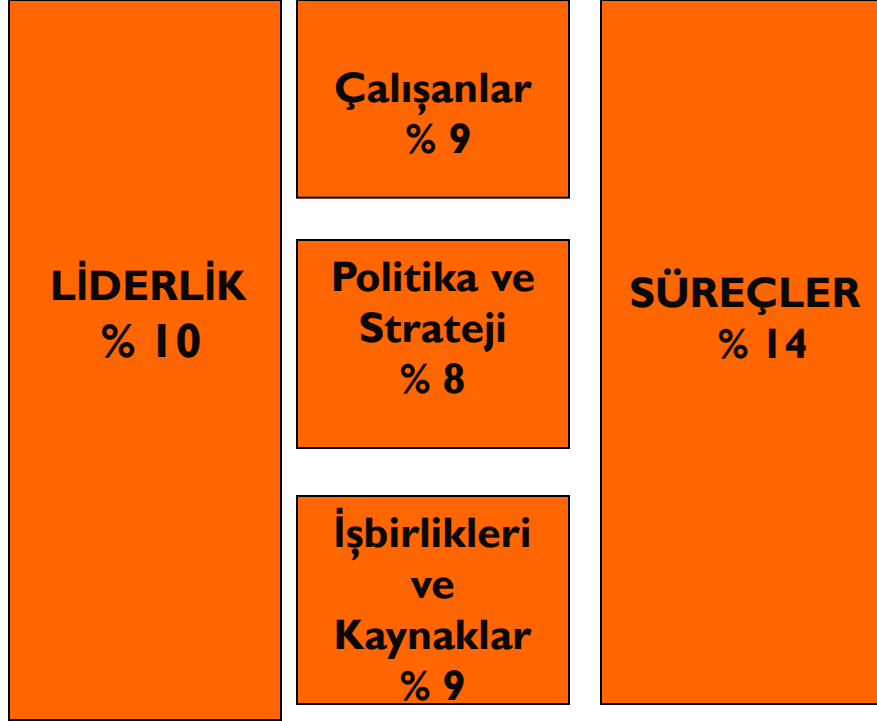 LİDERLİK
% 10
Çalışanlar
% 9
Politika ve
Strateji
% 8
İşbirlikleri
ve
Kaynaklar
% 9
SÜREÇLER
% 14